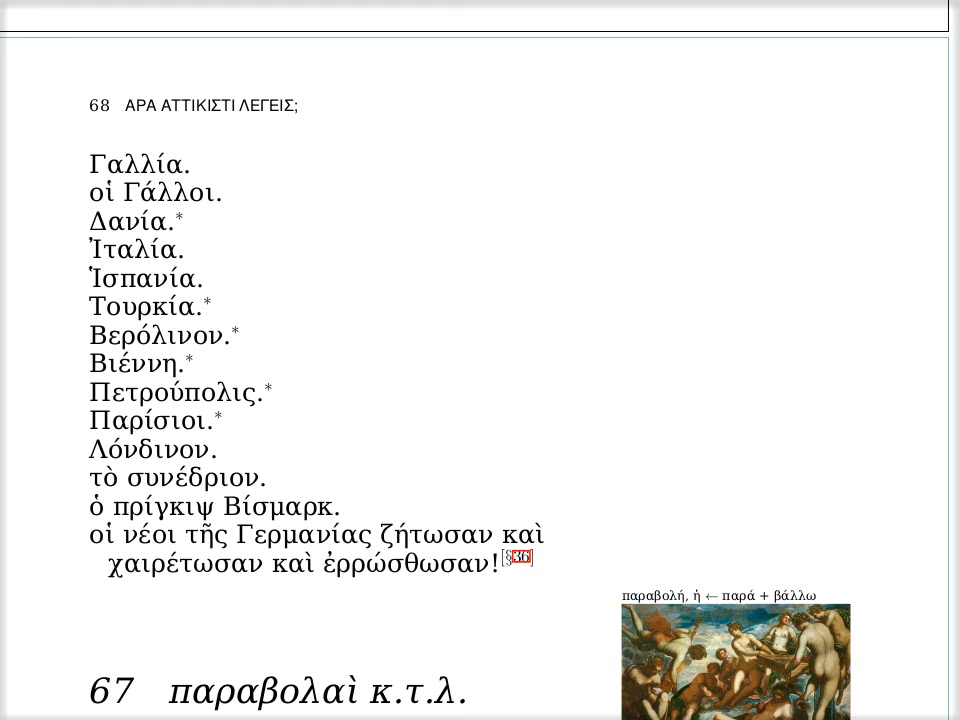 68 ΑΡΑ ΑΤΤΙΚΙΣΤΙ ΛΕΓΕΙΣ;
Γαλλία.
οἱ Γάλλοι.
Δανία.*
Ἰταλία.
Ἱσπανία.
Τουρκία.*
Βερόλινον.*
Βιέννη.*
Πετρούπολις.*
Παρίσιοι.*
Λόνδινον.
τὸ συνέδριον.
ὁ πρίγκιψ Βίσμαρκ.
οἱ νέοι τῆς Γερμανίας ζήτωσαν καὶ
χαιρέτωσαν καὶ ἐρρώσθωσαν![§36]
παραβολή, ἡ ← παρά + βάλλω
67 παραβολαὶ κ.τ.λ.